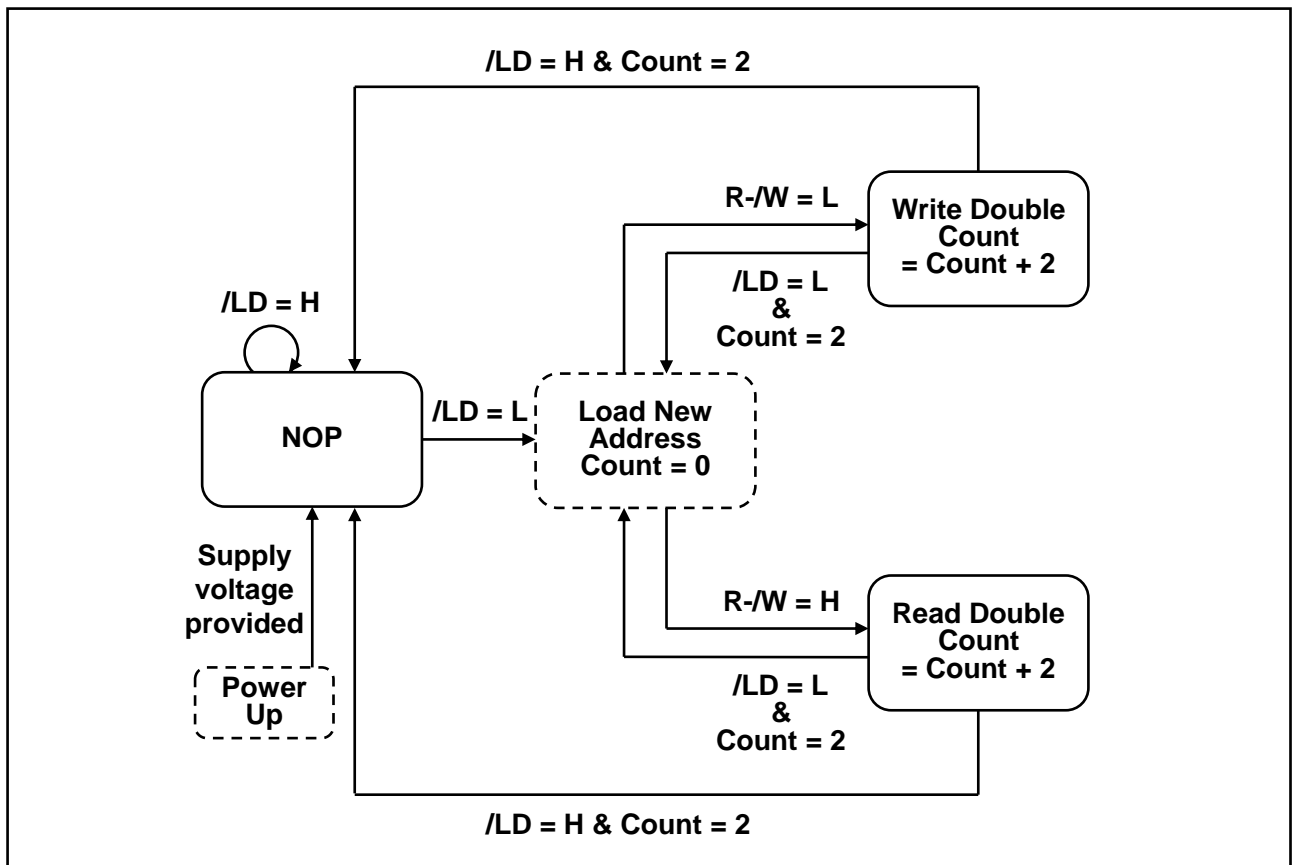 /LD = H & Count = 2
R-/W = L
Write Double
Count
= Count + 2
/LD = L
&
Count = 2
/LD = H
NOP
/LD = L
Load New
Address
Count = 0
Supply
voltage
provided
R-/W = H
Read Double
Count
= Count + 2
/LD = L
&
Count = 2
Power
Up
/LD = H & Count = 2